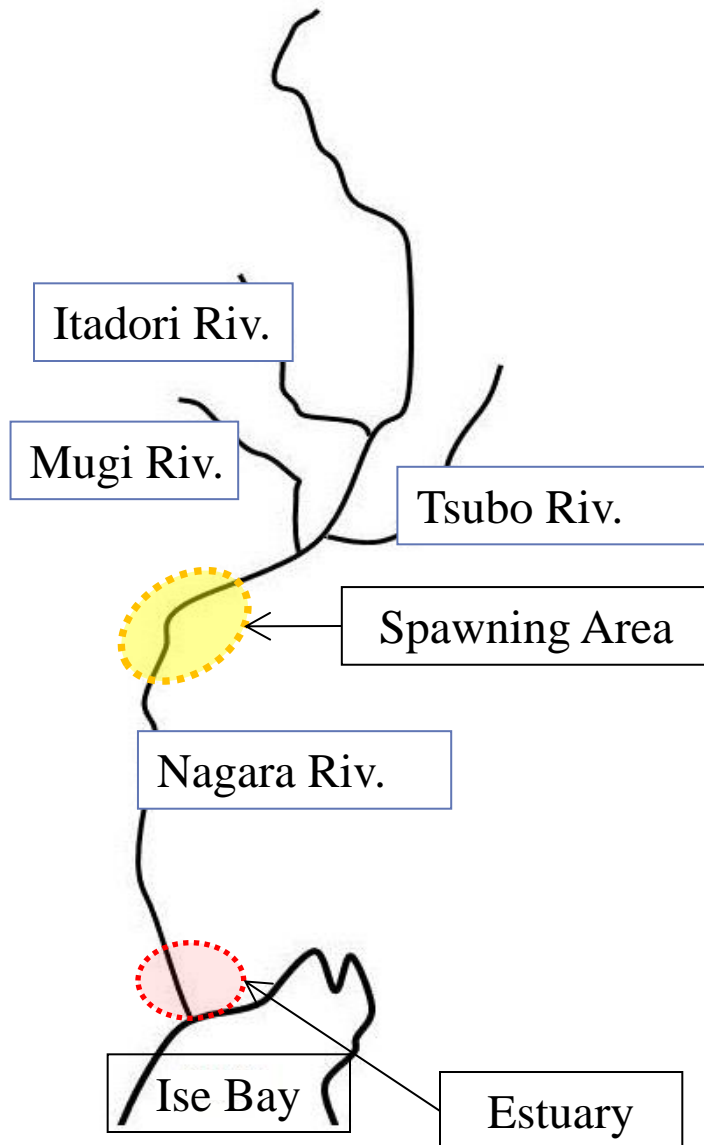 Itadori Riv.
Mugi Riv.
Tsubo Riv.
Spawning Area
Nagara Riv.
Ise Bay
Estuary